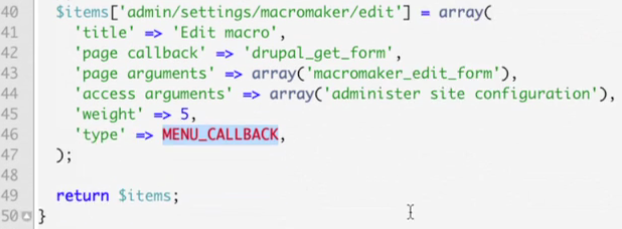 40 $items['admin/settings/macromaker/edit'] = array(
41 'title' => 'Edit macro',
42 'page callback' => 'drupal_get_form',
43 'page arguments' => array('macromaker_edit_form'),
44 'access arguments' => array('administer site configuration'),
45 'weight' => 5,
46 'type' => MENU_CALLBACK,
47 );
48
49 return $items;
50 }